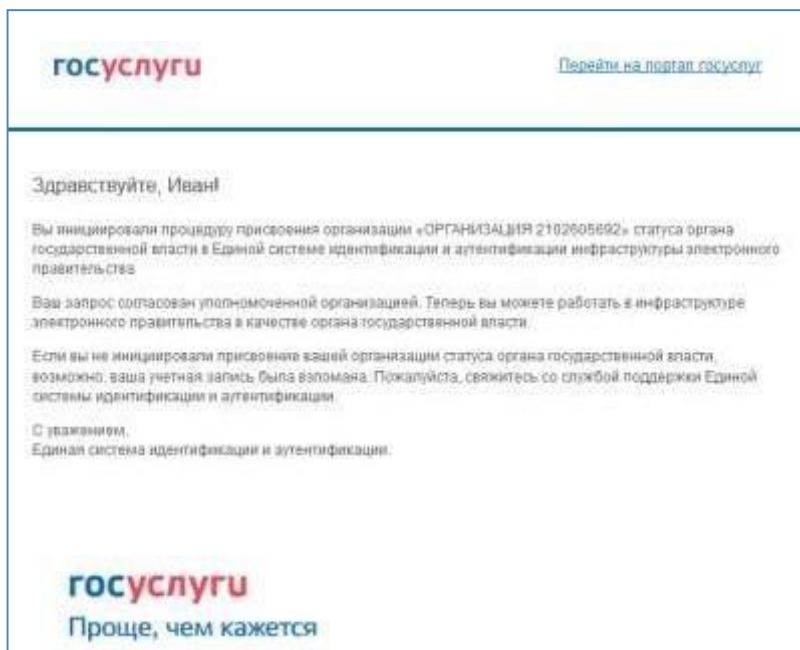 госуслуги
Перейти на портал госуслуг
Здравствуйте, Иван!
Вы инициировали процедуру присвоения организации «ОРГАНИЗАЦИЯ 2102605692» статуса органа
государственной власти в Единой системе идентификации и аутентификации инфраструктуры электронного
правительства
Ваш запрос согласован уполномоченной организацией. Теперь вы можете работать в инфраструктуре
электронного правительства в качестве органа государственной власти.
Если вы не инициировали присвоение вашей организации статуса органа государственной власти,
возможно, ваша учетная запись была взломана. Пожалуйста, свяжитесь со службой поддержки Единой
системы идентификации и аутентификации.
С уважением,
Единая система идентификации и аутентификации.
госуслуги
Проще, чем кажется